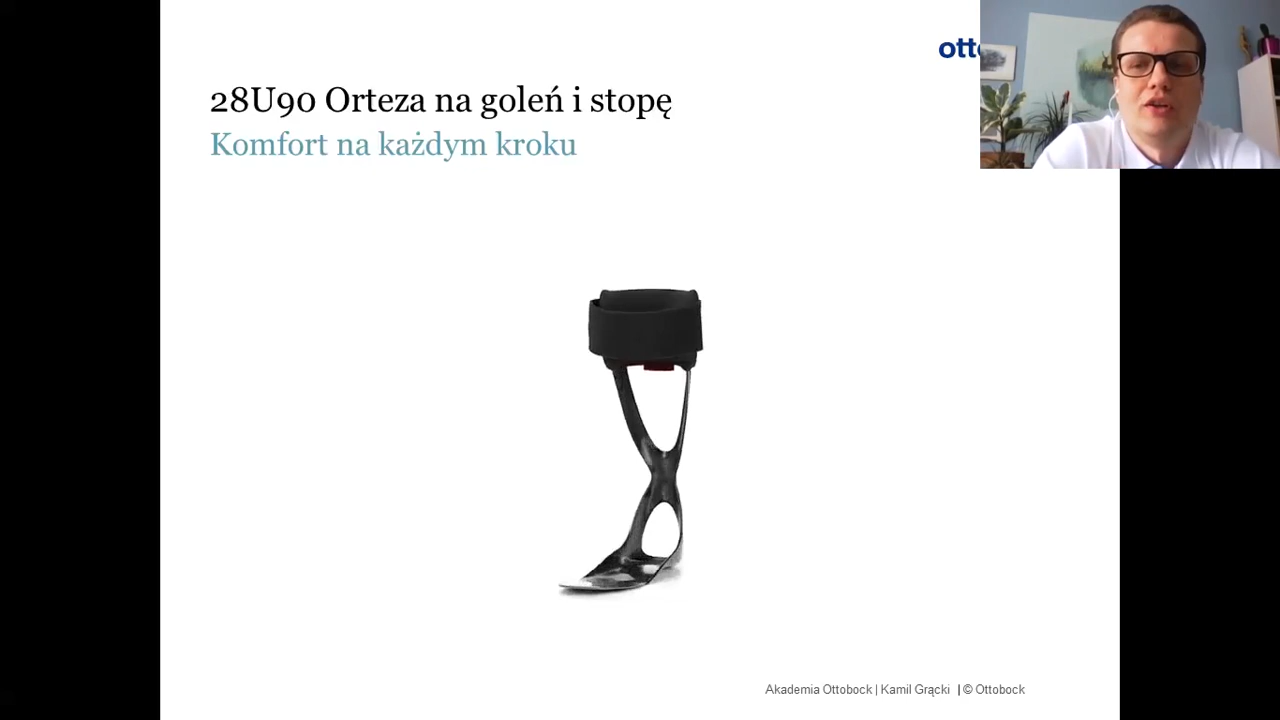 28U90 Orteza na goleń i stopę
Komfort na każdym kroku
Akademia Ottobock | Kamil Grącki | © Ottobock